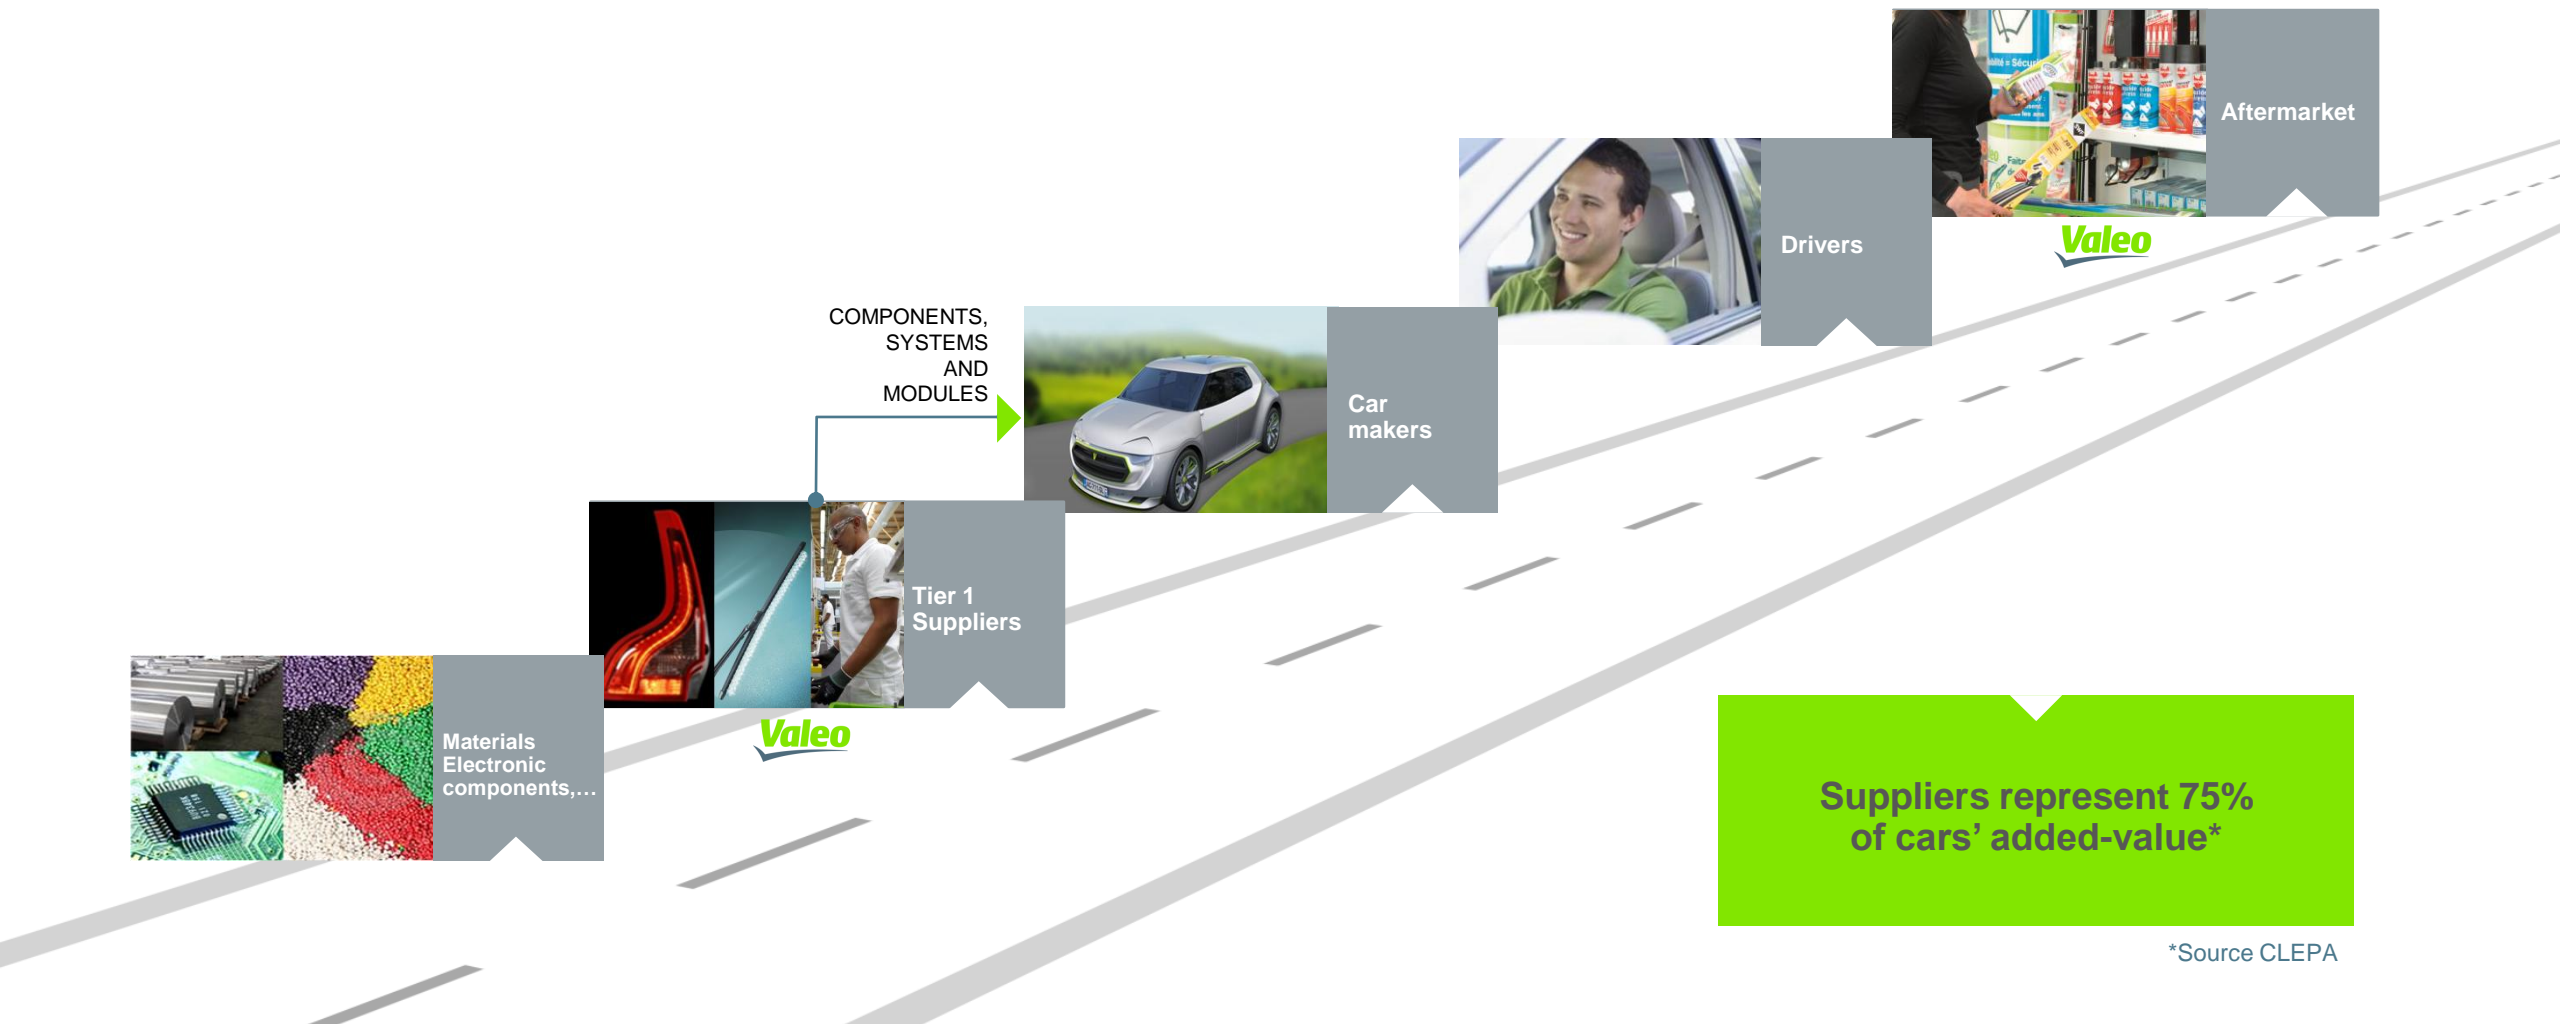 Aftermarket
Valeo
Drivers
COMPONENTS,
SYSTEMS
AND
MODULES
Car
makers
Tier 1
Suppliers
Valeo
Materials
Electronic
components,…
Suppliers represent 75%
of cars’ added-value*
*Source CLEPA